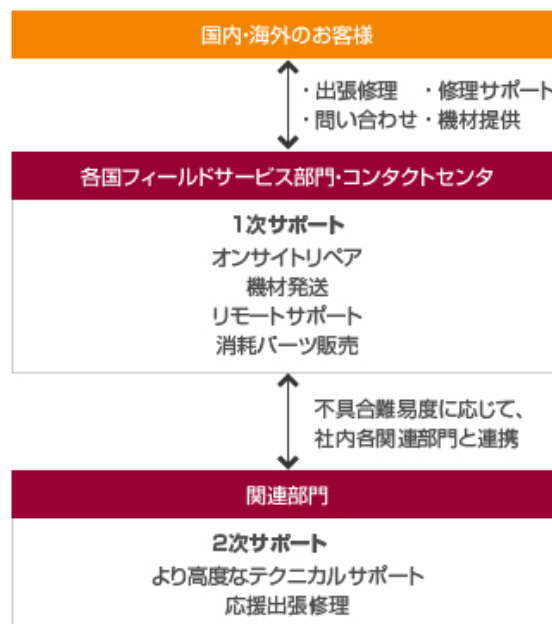 国内・海外のお客様
・出張修理 ・修理サポート
・問い合わせ・機材提供
各国フィールドサービス部門・コンタクトセンタ
1次サポート
オンサイトリペア
機材発送
リモートサポート
消耗パーツ販売
不具合難易度に応じて、
社内各関連部門と連携
関連部門
2次サポート
より高度なテクニカルサポート
応援出張修理